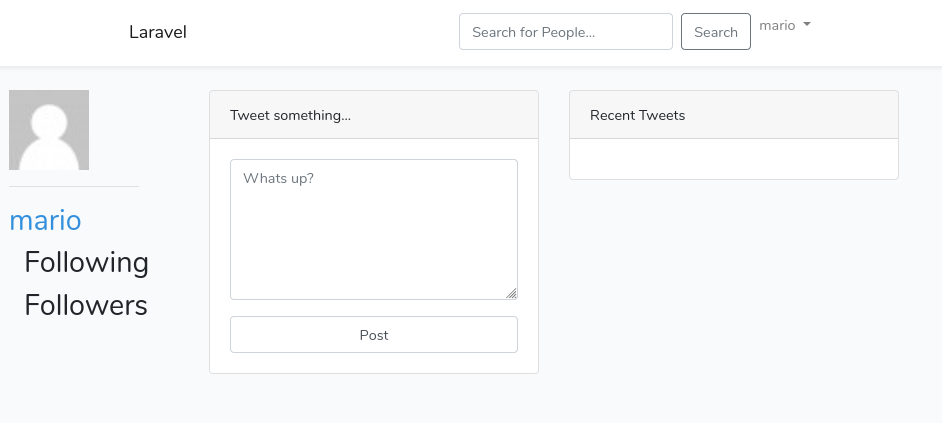 Laravel
Search for People...
Search
mario
mario
Following
Followers
Tweet something...
Whats up?
Post
Recent Tweets